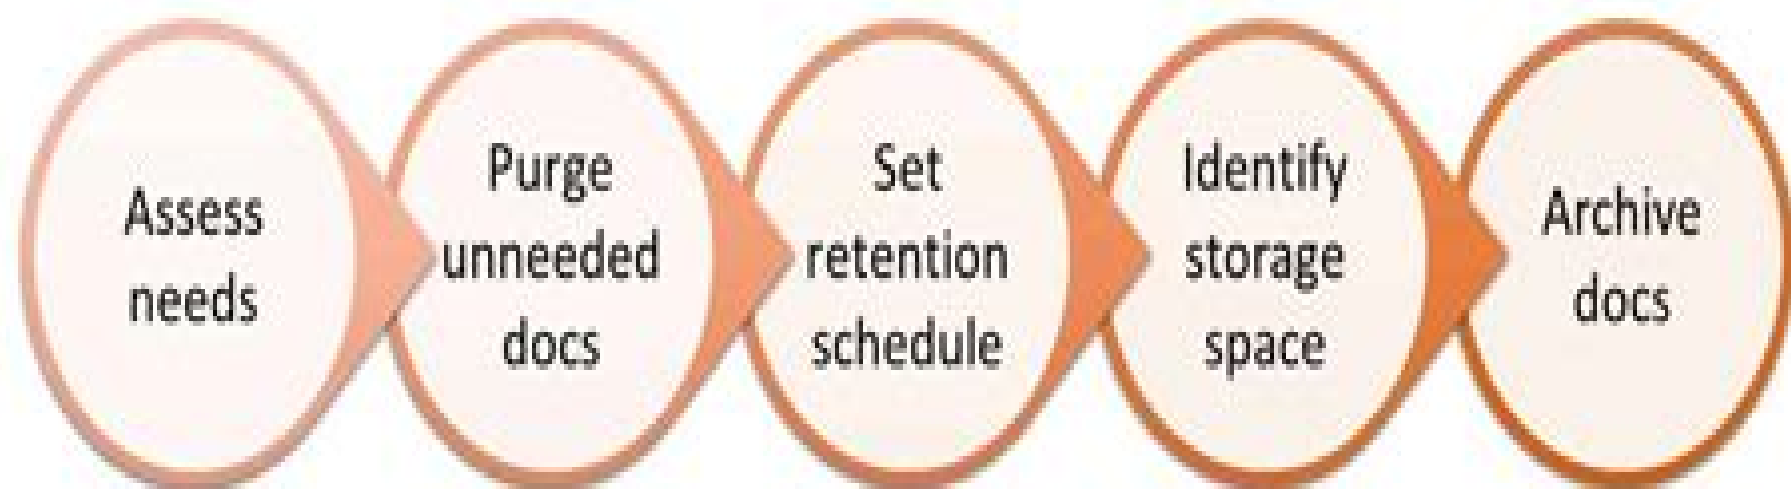 Assess
needs
Purge
unneeded
docs
Set
retention
schedule
Identify
storage
space
Archive
docs